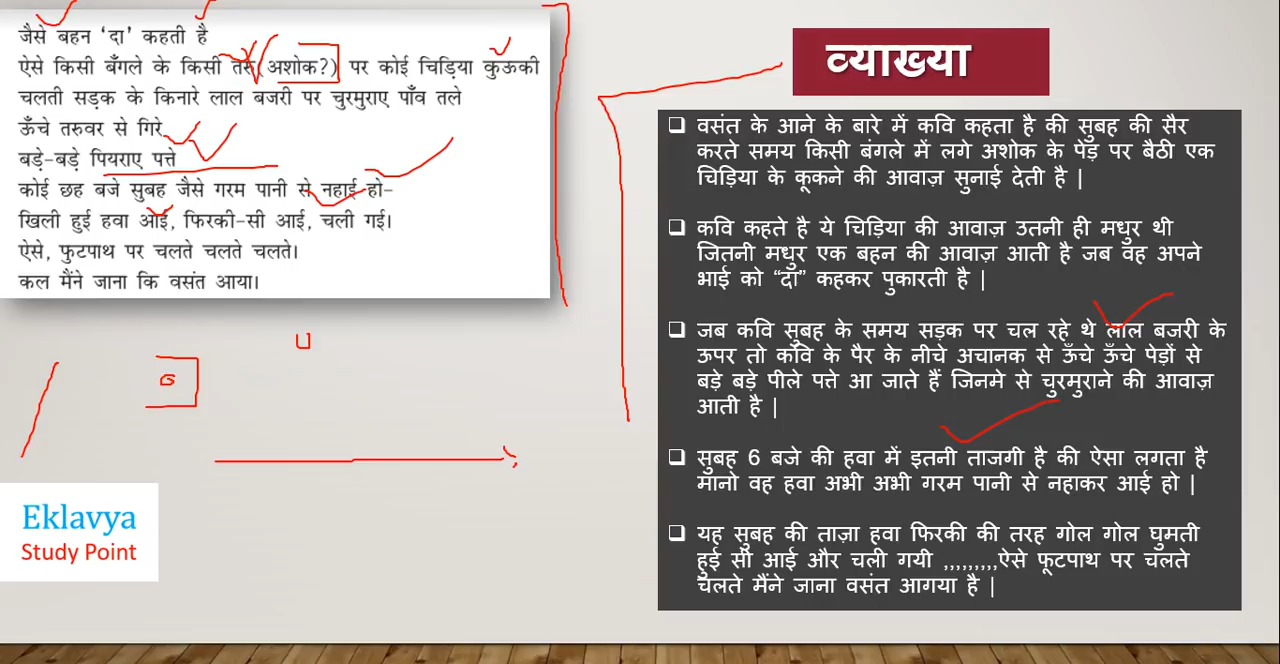 जैसे बहन ‘दा’ कहती है
ऐसे किसी बँगले के किसी तरु (अशोक?) पर कोई चिड़िया कुऊकी
चलती सड़क के किनारे लाल बजरी पर चुरमुराए पाँव तले
ऊँचे तरुवर से गिरे
बड़े-बड़े पियराए पत्ते
कोई छह बजे सुबह जैसे गरम पानी से नहाई हो-
खिली हुई हवा आई, फिरकी-सी आई, चली गई।
ऐसे, फ़ुटपाथ पर चलते चलते चलते।
कल मैंने जाना कि वसंत आया।
Eklavya
Study Point
व्याख्या
❑ वसंत के आने के बारे में कवि कहता है की सुबह की सैर
करते समय किसी बंगले में लगे अशोक के पेड़ पर बैठी एक
चिड़िया के कूकने की आवाज़ सुनाई देती है |
❑ कवि कहते है ये चिड़िया की आवाज़ उतनी ही मधुर थी
जितनी मधुर एक बहन की आवाज़ आती है जब वह अपने
भाई को “दा” कहकर पुकारती है |
❑ जब कवि सुबह के समय सड़क पर चल रहे थे लाल बजरी के
ऊपर तो कवि के पैर के नीचे अचानक से ऊँचे ऊँचे पेड़ों से
बड़े बड़े पीले पत्ते आ जाते हैं जिनमे से चुरमुराने की आवाज़
आती है |
❑ सुबह 6 बजे की हवा में इतनी ताजगी है की ऐसा लगता है
मानो वह हवा अभी अभी गरम पानी से नहाकर आई हो |
❑ यह सुबह की ताज़ा हवा फिरकी की तरह गोल गोल घुमती
हुई सी आई और चली गयी ,,,,,,,,,ऐसे फूटपाथ पर चलते
चलते मैंने जाना वसंत आगया है |